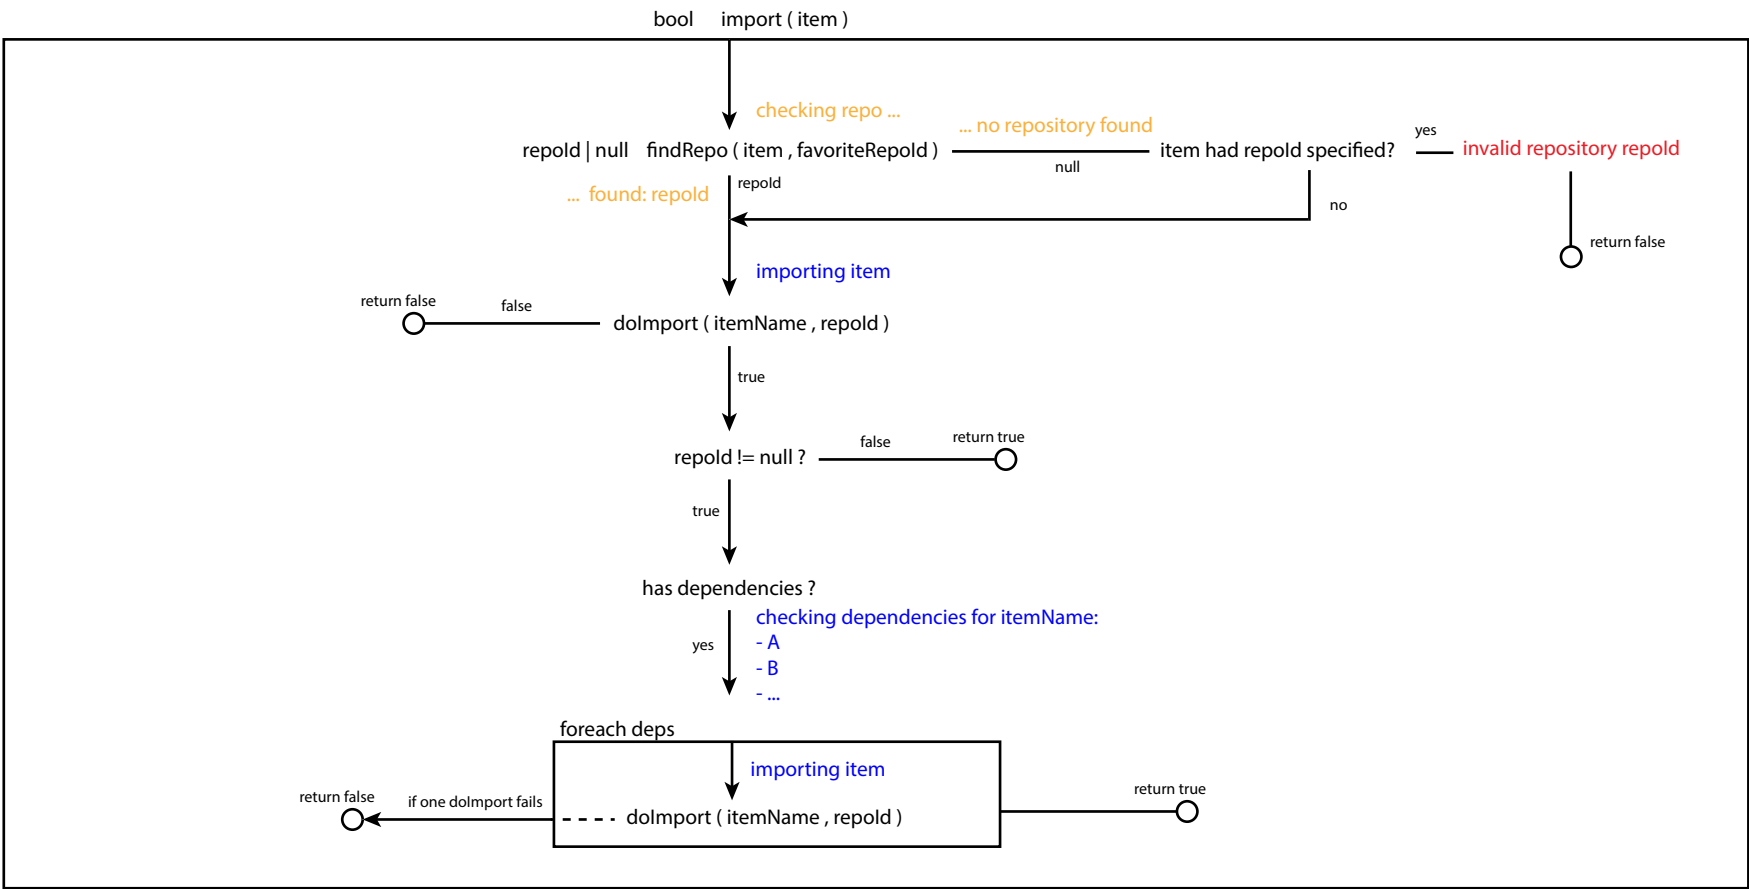 bool import ( item )
checking repo ...
... no repository found
yes
repoId | null findRepo ( item , favoriteRepoId )
null
item had repoId specified?
invalid repository repoId
... found: repoId
repoId
no
return false
importing item
return false
false
doImport ( itemName , repoId )
true
repoId != null ?
false
return true
true
has dependencies ?
yes
checking dependencies for itemName:
- A
- B
- ...
foreach deps
importing item
return false
if one doImport fails
doImport ( itemName , repoId )
return true